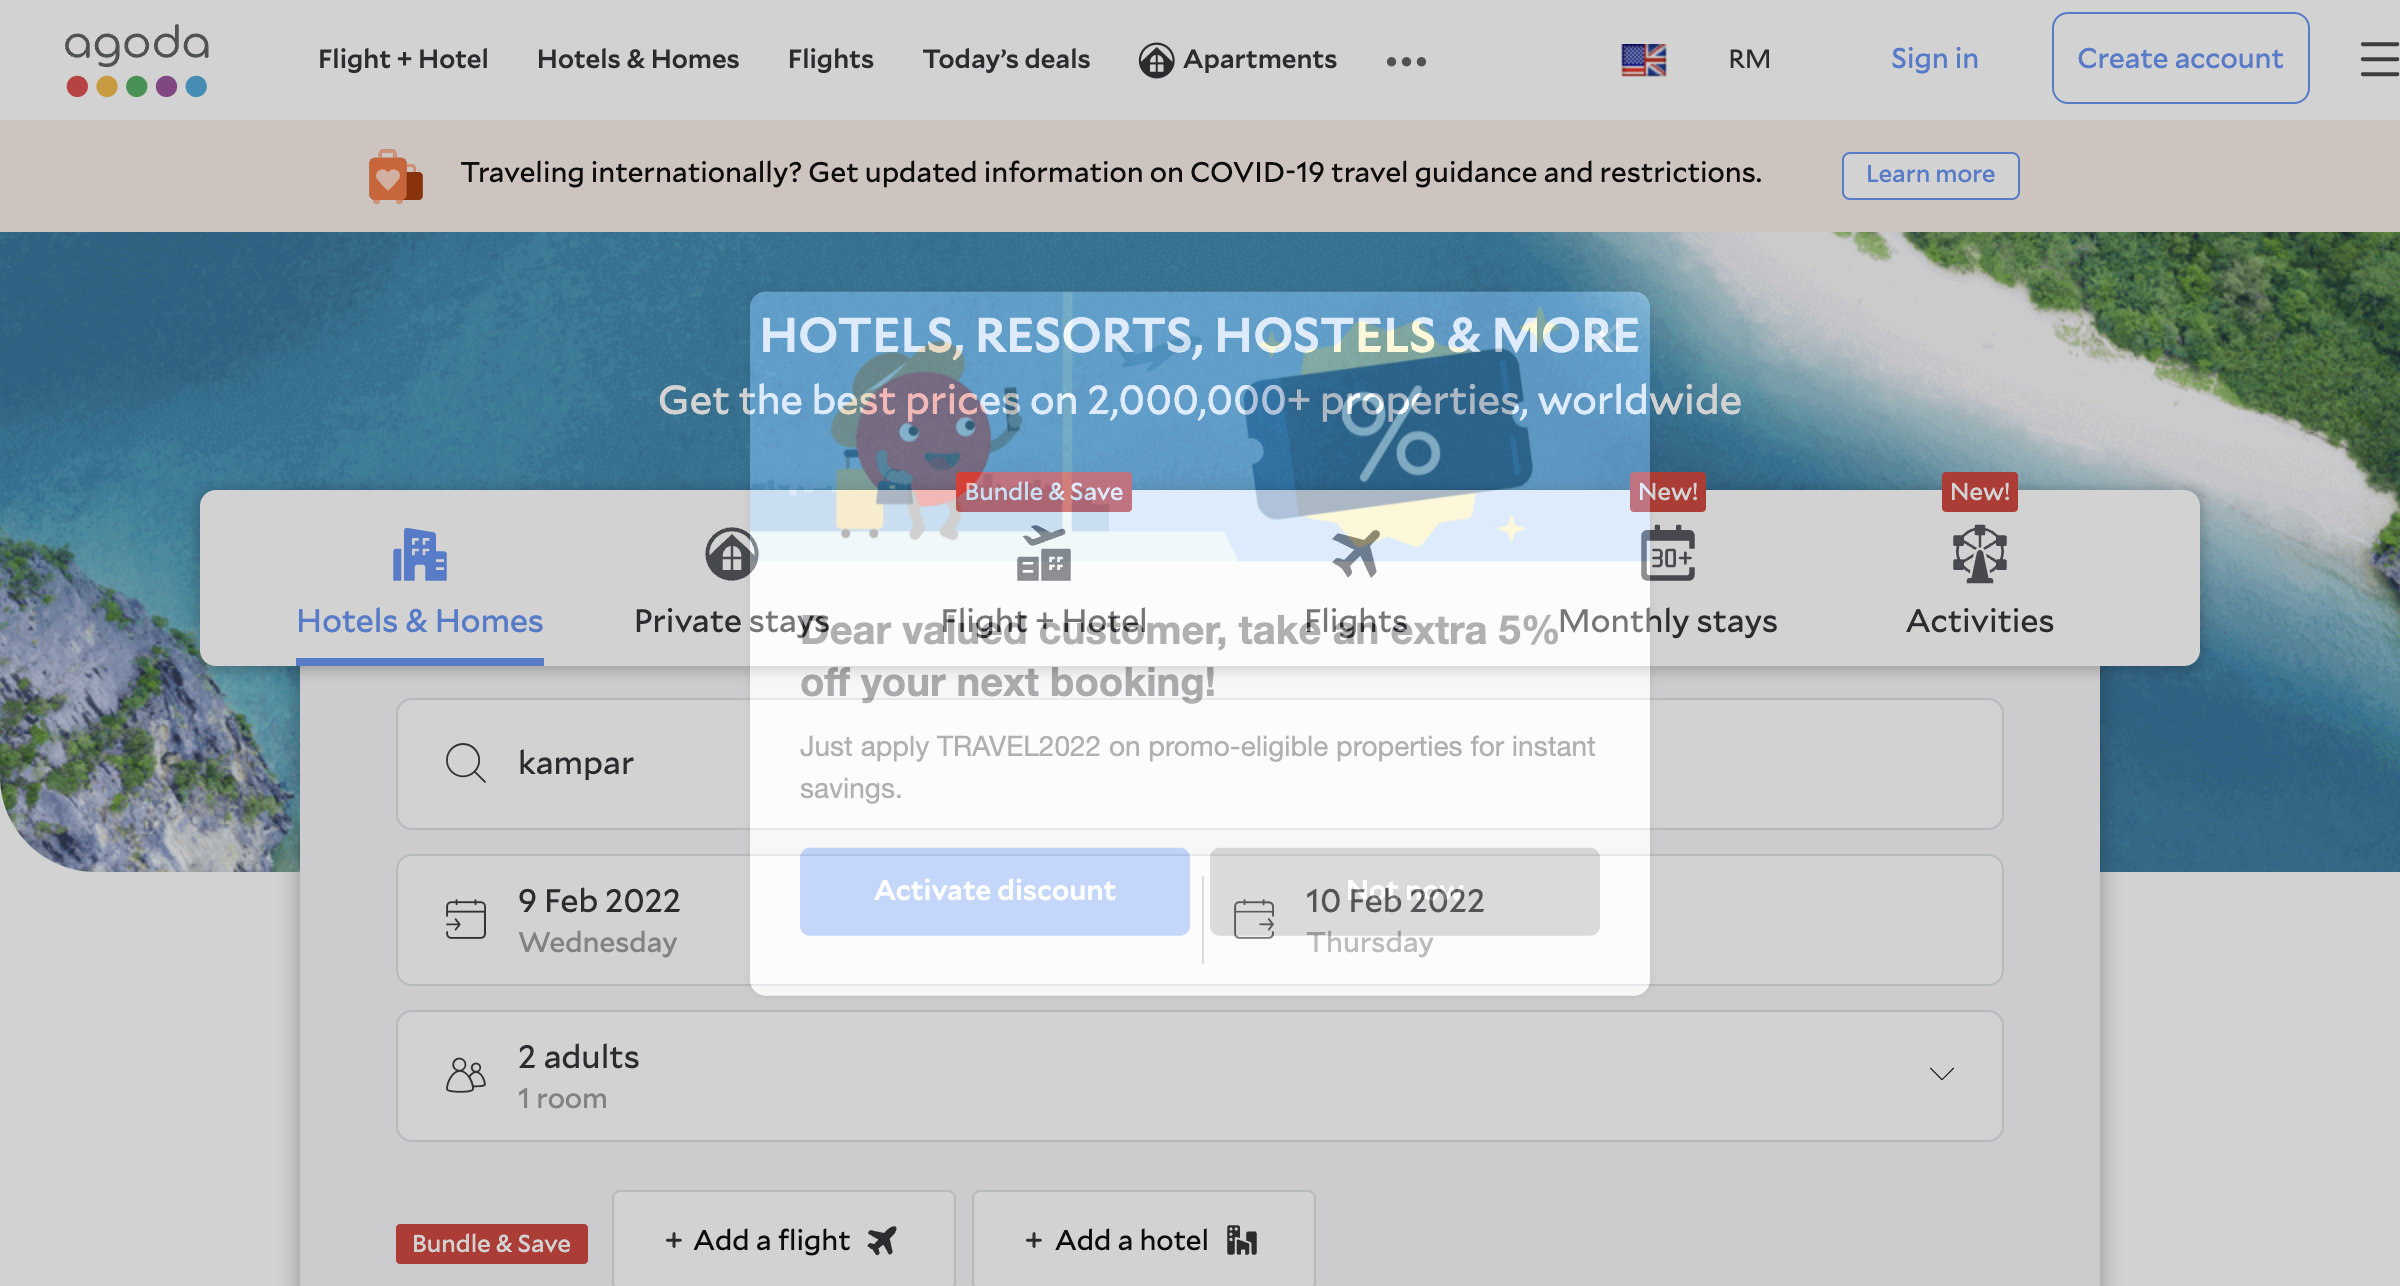 agoda
Flight + Hotel
Hotels & Homes
Flights
Today's deals
Apartments
RM
Sign in
Create account
Traveling internationally? Get updated information on COVID-19 travel guidance and restrictions.
Learn more
HOTELS, RESORTS, HOSTELS & MORE
Get the best prices on 2,000,000+ properties, worldwide
%
Bundle & Save
New!
New!
30+
Hotels & Homes
Private stays
Flight + Hotel
Flights
Monthly stays
Activities
Dear valued customer, take an extra 5%
off your next booking!
Just apply TRAVEL2022 on promo-eligible properties for instant
savings.
kampar
Activate discount
Not now
9 Feb 2022
Wednesday
10 Feb 2022
Thursday
2 adults
1 room
Bundle & Save
+ Add a flight
+ Add a hotel